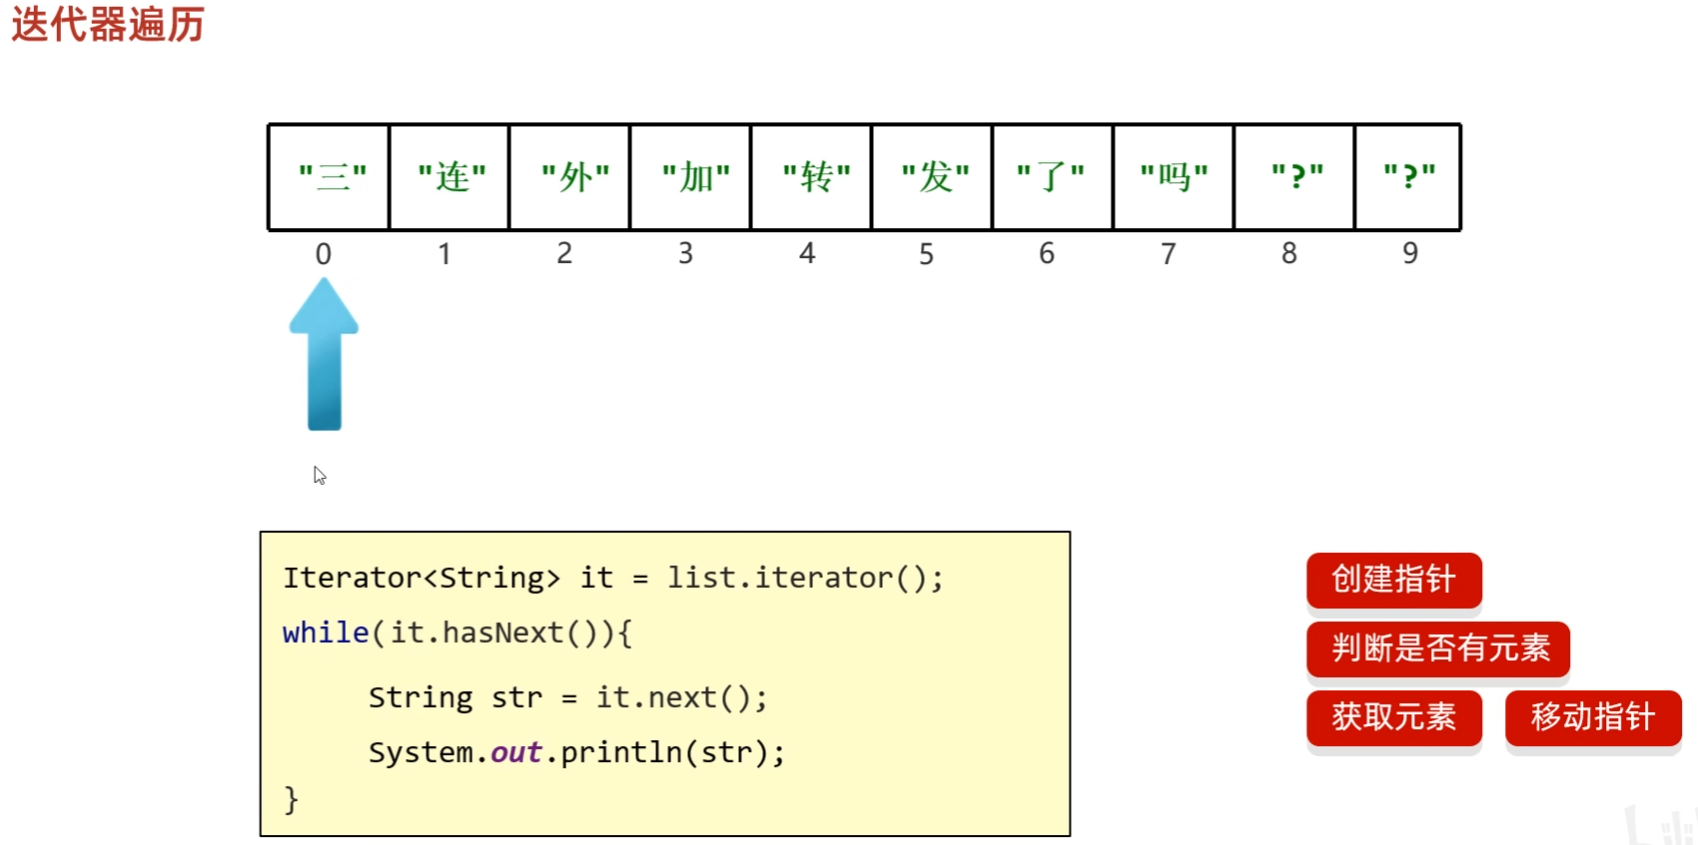 迭代器遍历
"三" "连" "外" "加" "转" "发" "了" "吗" "?" "?"
0 1 2 3 4 5 6 7 8 9
Iterator<String> it = list.iterator();
while(it.hasNext()){
String str = it.next();
System.out.println(str);
}
创建指针
判断是否有元素
获取元素 移动指针